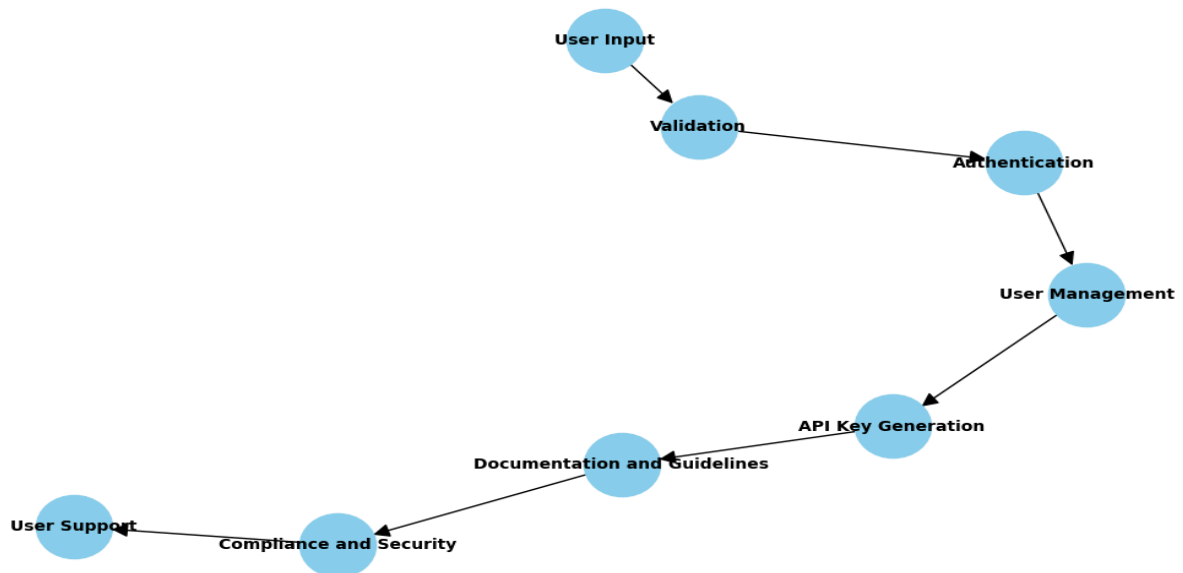 User Input
Validation
Authentication
User Management
API Key Generation
Documentation and Guidelines
User Support
Compliance and Security